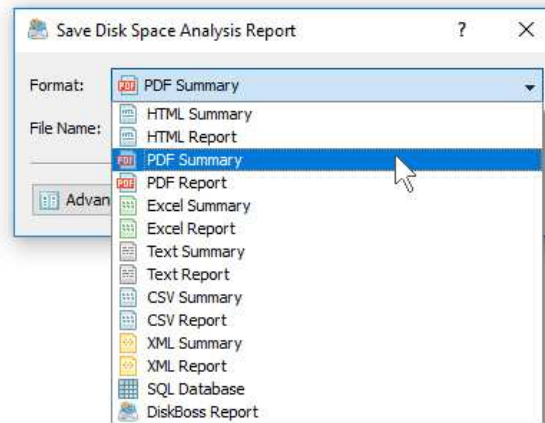 Save Disk Space Analysis Report ?
Format: PDF Summary
HTML Summary
HTML Report
File Name:
PDF Summary
PDF Report
Excel Summary
Advan
Excel Report
Text Summary
Text Report
CSV Summary
CSV Report
XML Summary
XML Report
SQL Database
DiskBoss Report